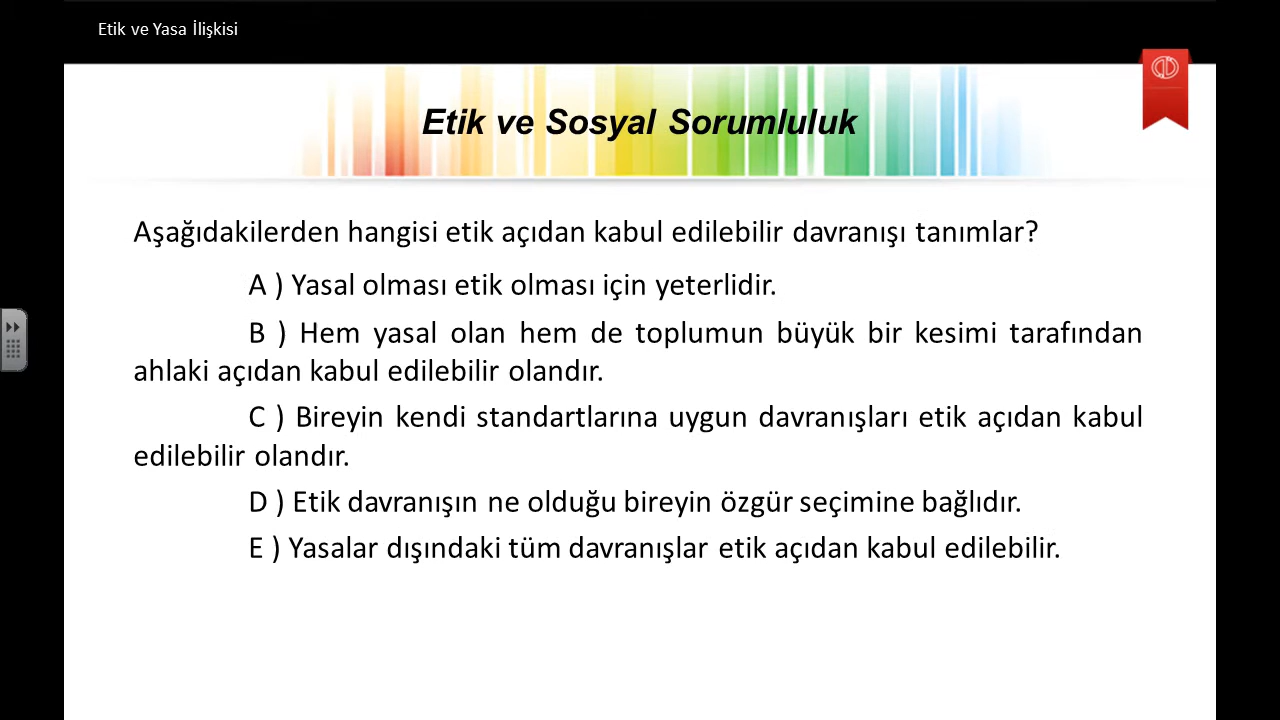 Etik ve Yasa İlişkisi
Etik ve Sosyal Sorumluluk
Aşağıdakilerden hangisi etik açıdan kabul edilebilir davranışı tanımlar?
A ) Yasal olması etik olması için yeterlidir.
B ) Hem yasal olan hem de toplumun büyük bir kesimi tarafından
ahlaki açıdan kabul edilebilir olandır.
C ) Bireyin kendi standartlarına uygun davranışları etik açıdan kabul
edilebilir olandır.
D ) Etik davranışın ne olduğu bireyin özgür seçimine bağlıdır.
E ) Yasalar dışındaki tüm davranışlar etik açıdan kabul edilebilir.